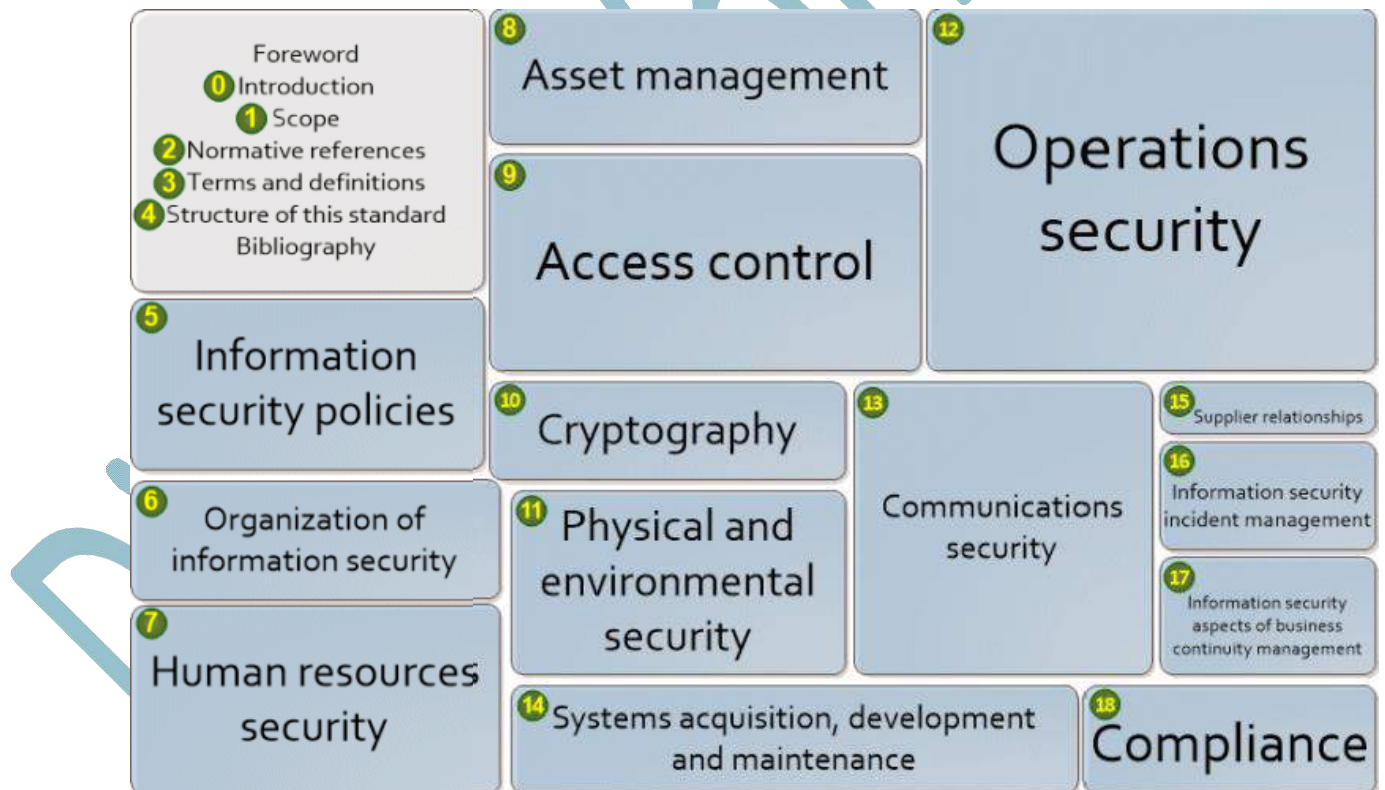 Foreword
0 Introduction
1 Scope
2 Normative references
3 Terms and definitions
4 Structure of this standard
Bibliography
5
Information
security policies
6
Organization of
information security
7
Human resources
security
8
Asset management
9
Access control
10
Cryptography
11
Physical and
environmental
security
12
Operations
security
13
Communications
security
14
Systems acquisition, development
and maintenance
15
Supplier relationships
16
Information security
incident management
17
Information security
aspects of business
continuity management
18
Compliance